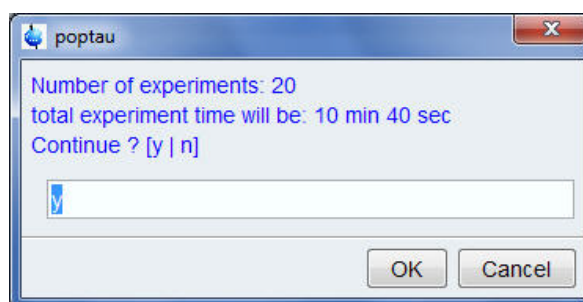 poptau
Number of experiments: 20
total experiment time will be: 10 min 40 sec
Continue ? [y | n]
y
OK Cancel